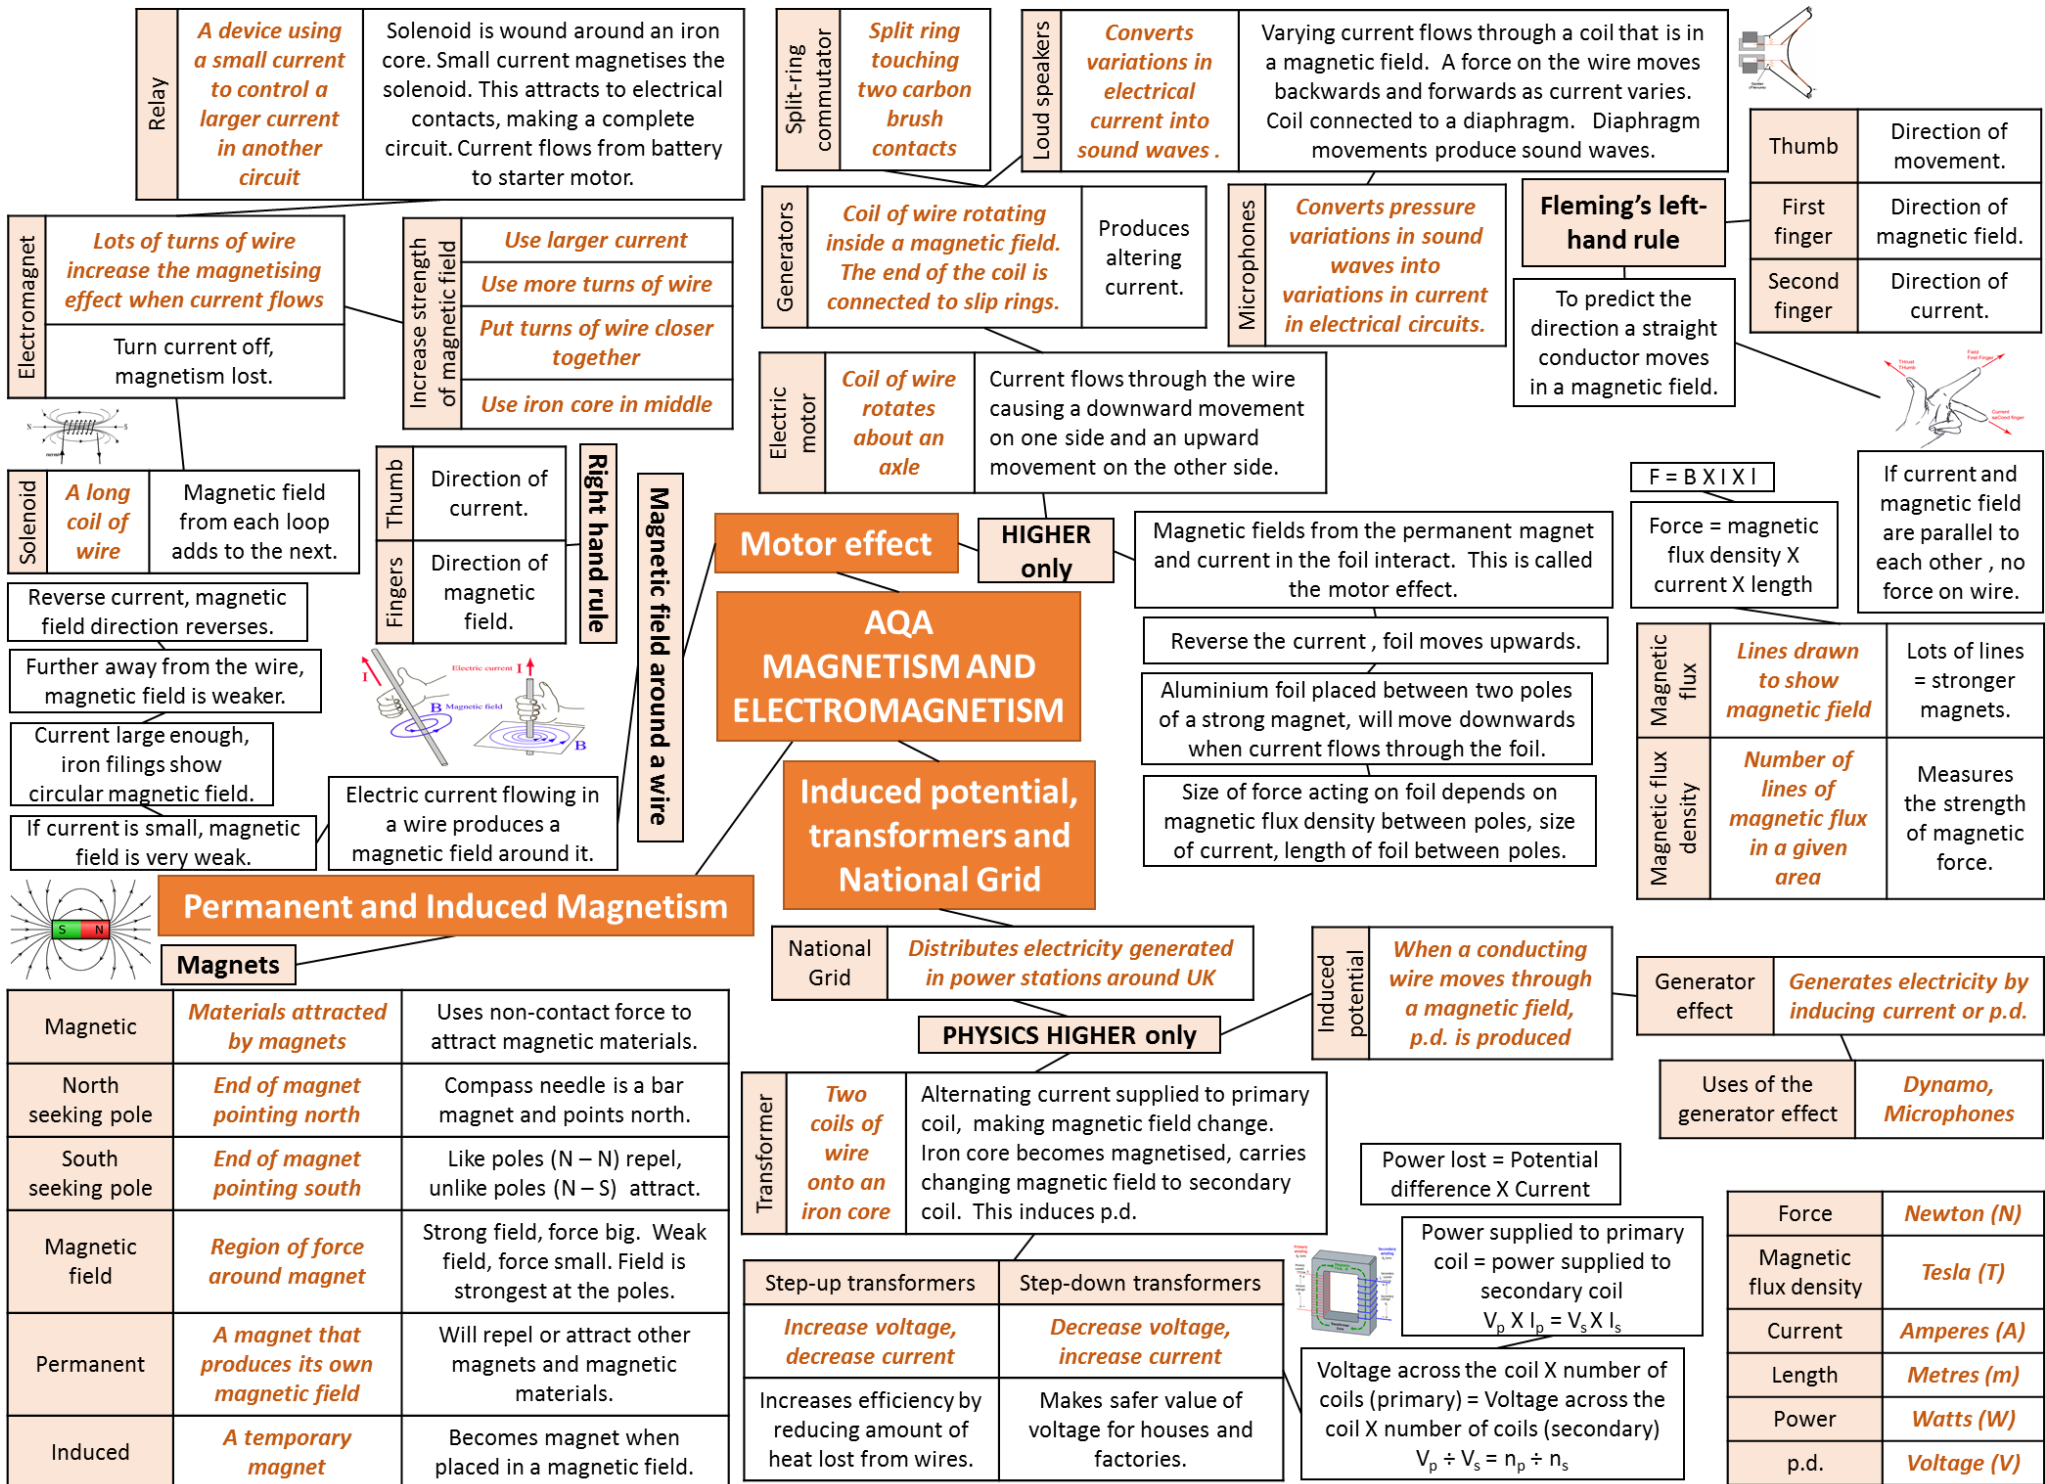 Relay
A device using
a small current
to control a
larger current
in another
circuit
Solenoid is wound around an iron
core. Small current magnetises the
solenoid. This attracts to electrical
contacts, making a complete
circuit. Current flows from battery
to starter motor.
Split-ring
commutator
Split ring
touching
two carbon
brush
contacts
Loud speakers
Converts
variations in
electrical
current into
sound waves .
Varying current flows through a coil that is in
a magnetic field. A force on the wire moves
backwards and forwards as current varies.
Coil connected to a diaphragm. Diaphragm
movements produce sound waves.
Thumb
Direction of
movement.
First
finger
Direction of
magnetic field.
Second
finger
Direction of
current.
Electromagnet
Lots of turns of wire
increase the magnetising
effect when current flows
Turn current off,
magnetism lost.
Increase strength
of magnetic field
Use larger current
Use more turns of wire
Put turns of wire closer
together
Use iron core in middle
Generators
Coil of wire rotating
inside a magnetic field.
The end of the coil is
connected to slip rings.
Produces
altering
current.
Microphones
Converts pressure
variations in sound
waves into
variations in current
in electrical circuits.
Fleming's left-
hand rule
To predict the
direction a straight
conductor moves
in a magnetic field.
Thrust
THumb
Field
First Finger
Current
seCond finger
Electric
motor
Coil of wire
rotates
about an
axle
Current flows through the wire
causing a downward movement
on one side and an upward
movement on the other side.
N
S
Solenoid
A long
coil of
wire
Magnetic field
from each loop
adds to the next.
Thumb
Direction of
current.
Fingers
Direction of
magnetic
field.
Right hand rule
Magnetic field around a wire
Motor effect
HIGHER
only
Magnetic fields from the permanent magnet
and current in the foil interact. This is called
the motor effect.
F = B X I X l
Force = magnetic
flux density X
current X length
If current and
magnetic field
are parallel to
each other , no
force on wire.
Reverse current, magnetic
field direction reverses.
Further away from the wire,
magnetic field is weaker.
Current large enough,
iron filings show
circular magnetic field.
If current is small, magnetic
field is very weak.
Electric current
I
I
B
Magnetic field
B
Electric current flowing in
a wire produces a
magnetic field around it.
AQA
MAGNETISM AND
ELECTROMAGNETISM
Reverse the current , foil moves upwards.
Aluminium foil placed between two poles
of a strong magnet, will move downwards
when current flows through the foil.
Size of force acting on foil depends on
magnetic flux density between poles, size
of current, length of foil between poles.
Magnetic
flux
Lines drawn
to show
magnetic field
Lots of lines
= stronger
magnets.
Magnetic flux
density
Number of
lines of
magnetic flux
in a given
area
Measures
the strength
of magnetic
force.
Induced potential,
transformers and
National Grid
Permanent and Induced Magnetism
S
N
Magnets
Magnetic
Materials attracted
by magnets
Uses non-contact force to
attract magnetic materials.
North
seeking pole
End of magnet
pointing north
Compass needle is a bar
magnet and points north.
South
seeking pole
End of magnet
pointing south
Like poles (N – N) repel,
unlike poles (N – S) attract.
Magnetic
field
Region of force
around magnet
Strong field, force big. Weak
field, force small. Field is
strongest at the poles.
Permanent
A magnet that
produces its own
magnetic field
Will repel or attract other
magnets and magnetic
materials.
Induced
A temporary
magnet
Becomes magnet when
placed in a magnetic field.
National
Grid
Distributes electricity generated
in power stations around UK
PHYSICS HIGHER only
Induced
potential
When a conducting
wire moves through
a magnetic field,
p.d. is produced
Generator
effect
Generates electricity by
inducing current or p.d.
Uses of the
generator effect
Dynamo,
Microphones
Transformer
Two
coils of
wire
onto an
iron core
Alternating current supplied to primary
coil, making magnetic field change.
Iron core becomes magnetised, carries
changing magnetic field to secondary
coil. This induces p.d.
Step-up transformers
Step-down transformers
Increase voltage,
decrease current
Decrease voltage,
increase current
Increases efficiency by
reducing amount of
heat lost from wires.
Makes safer value of
voltage for houses and
factories.
Power lost = Potential
difference X Current
Power supplied to primary
coil = power supplied to
secondary coil
Vp X Ip = Vs X Is
Voltage across the coil X number of
coils (primary) = Voltage across the
coil X number of coils (secondary)
Vp ÷ Vs = np ÷ ns
Force
Newton (N)
Magnetic
flux density
Tesla (T)
Current
Amperes (A)
Length
Metres (m)
Power
Watts (W)
p.d.
Voltage (V)